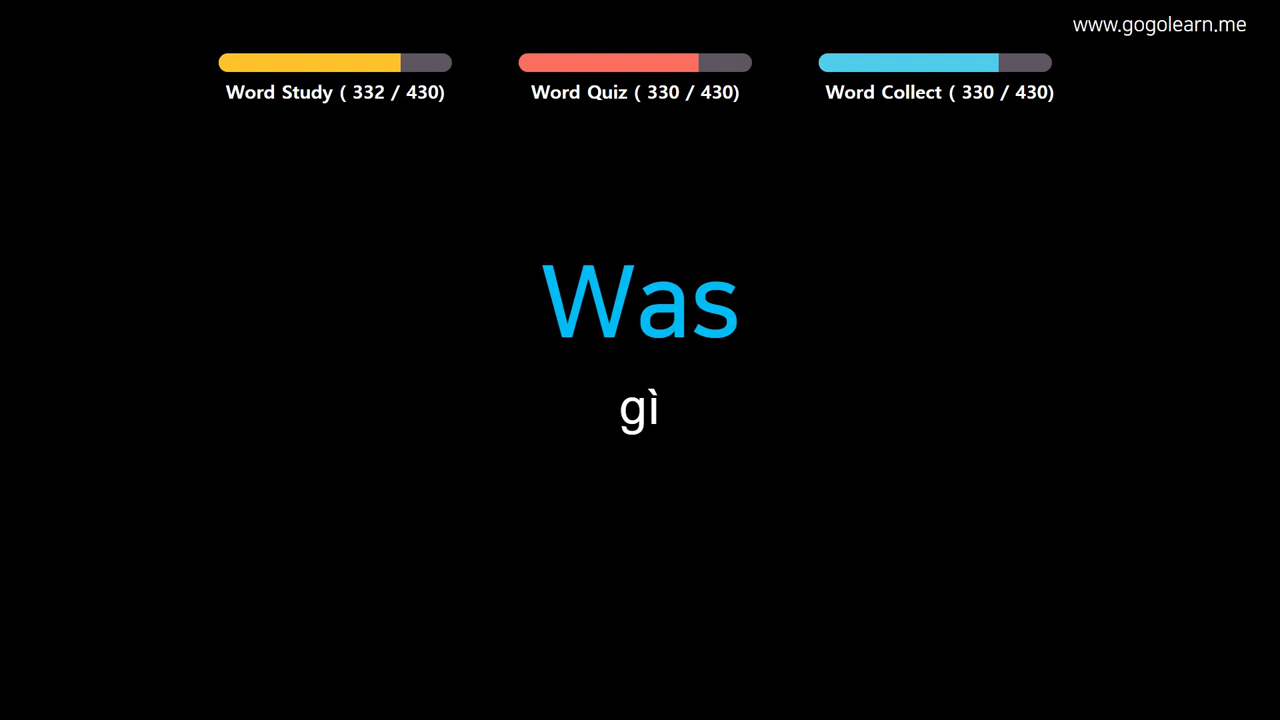 www.gogolearn.me
Word Study ( 332 / 430)
Word Quiz ( 330 / 430)
Word Collect ( 330 / 430)
Was
gì